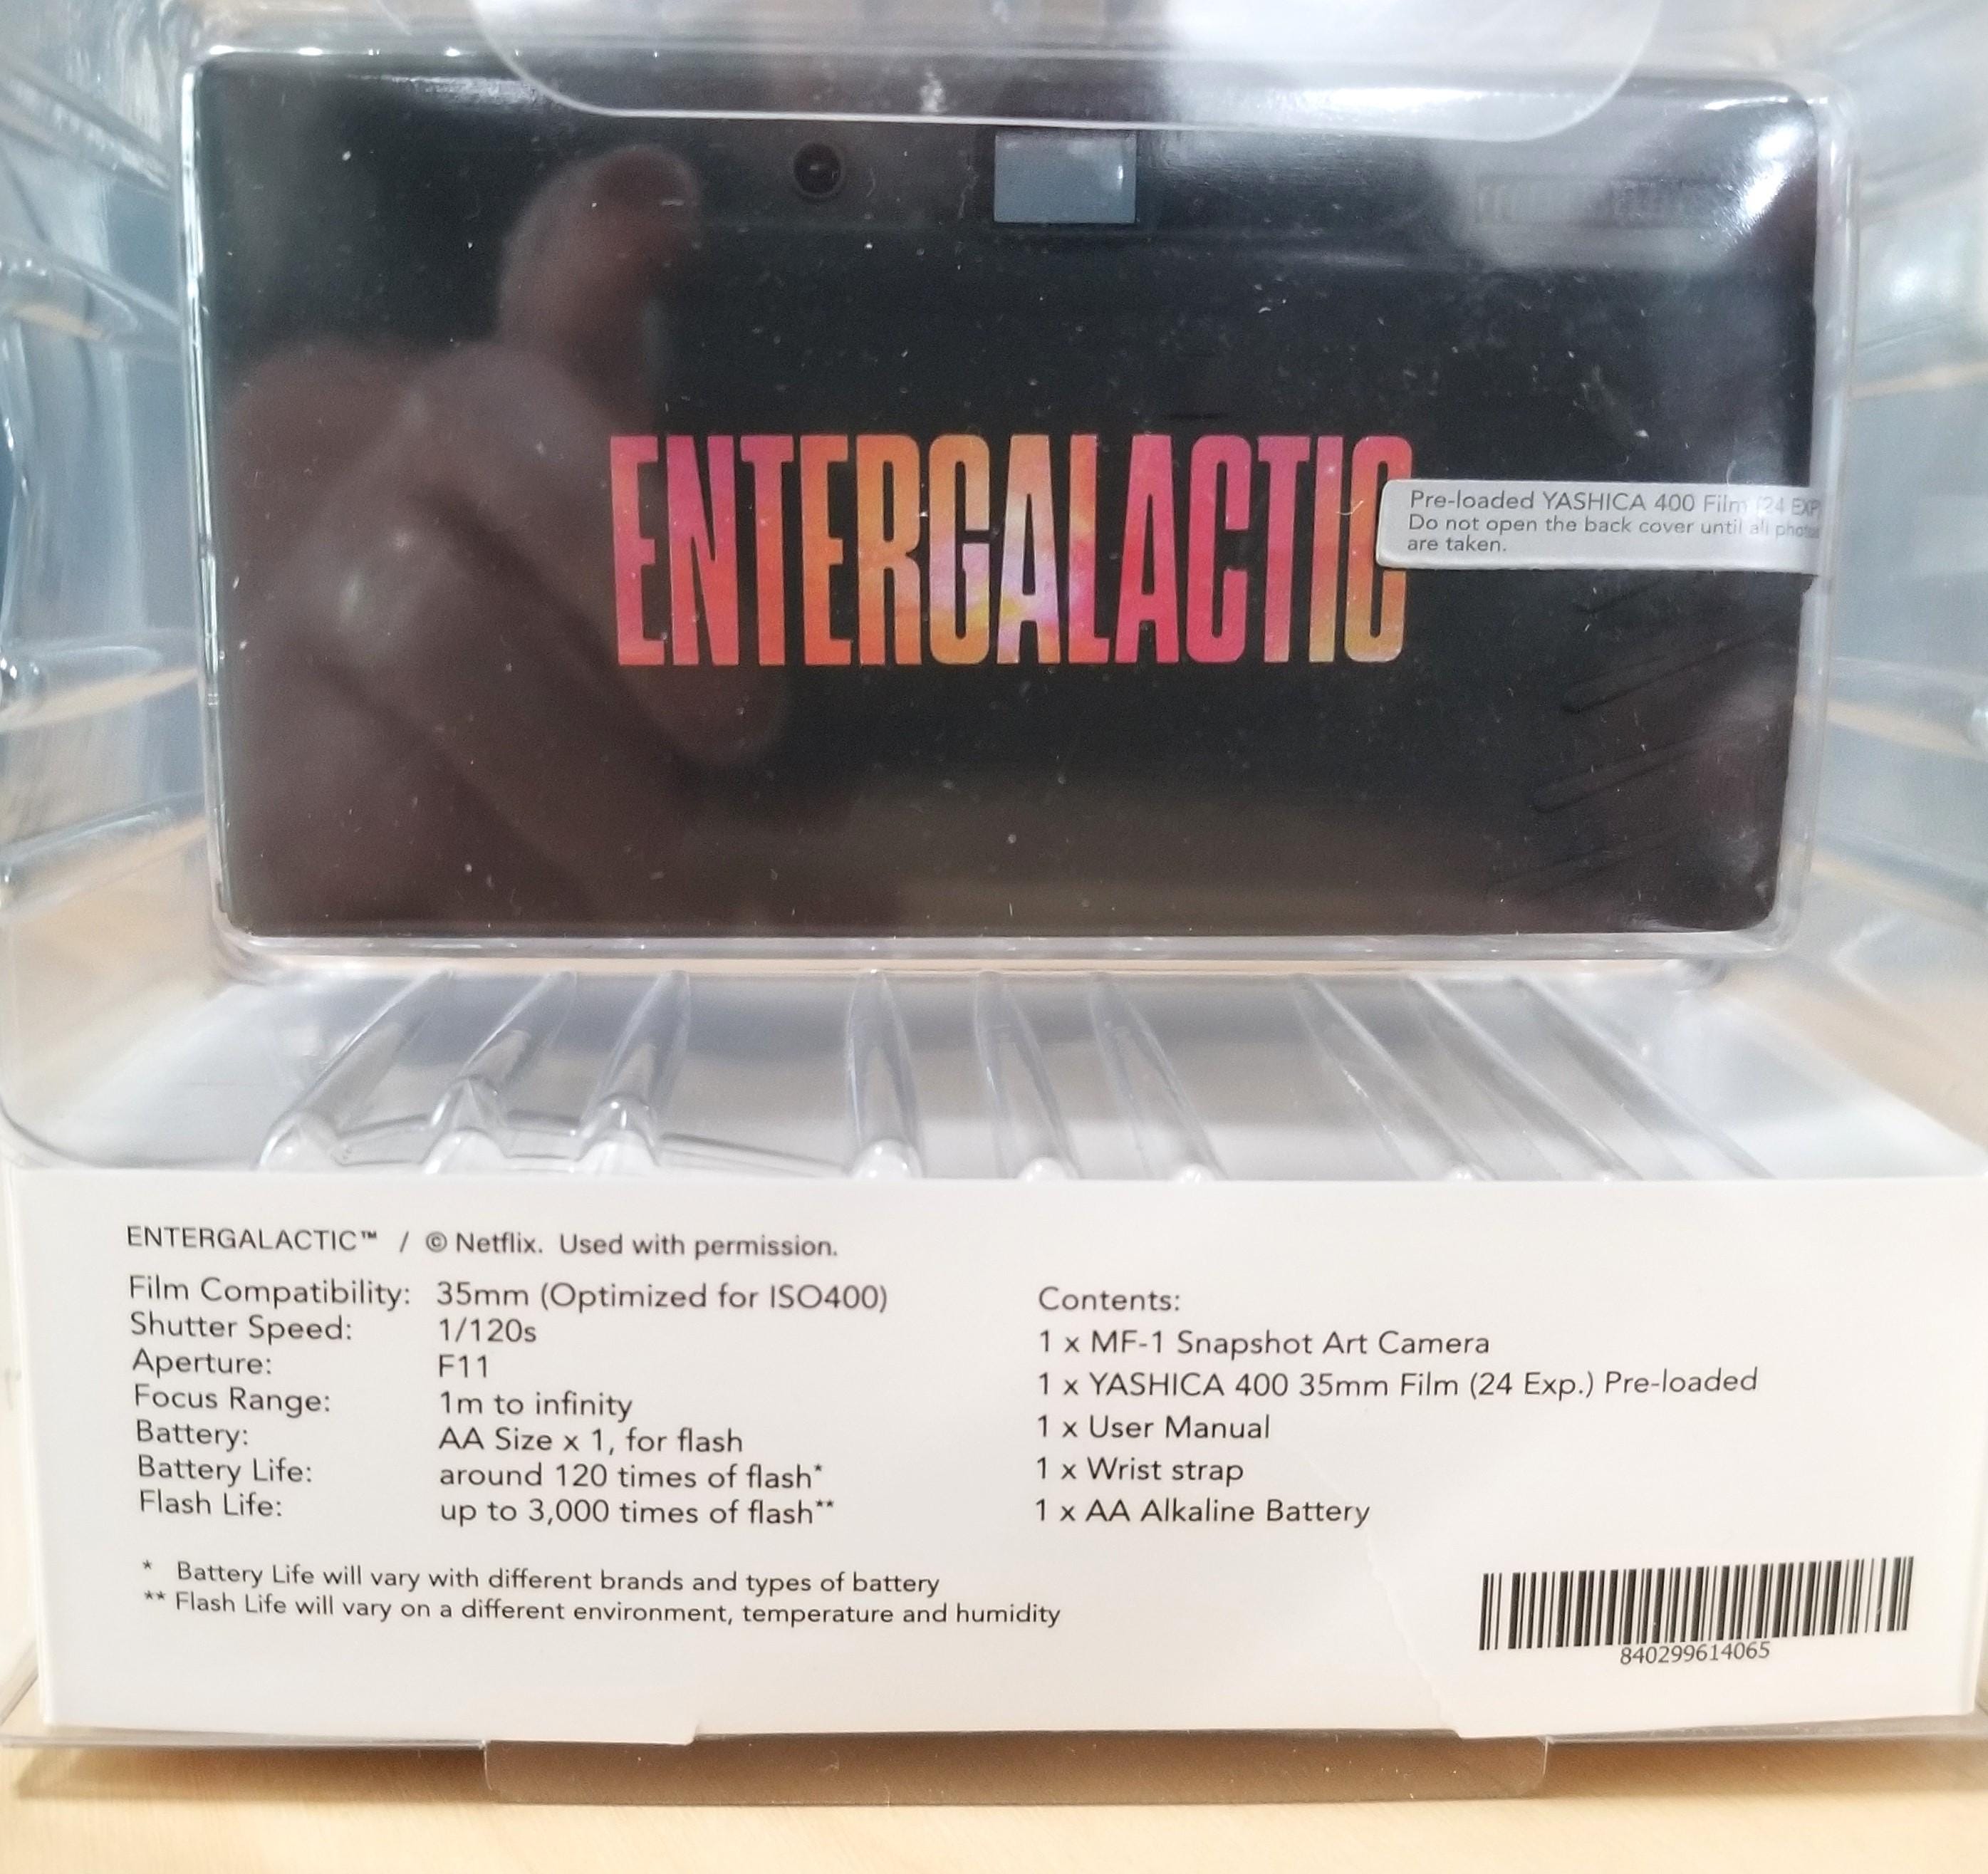 ENTERGALACTIC
Pre-loaded YASHICA 400 Film (24 EXP
Do not open the back cover until all photos
are taken.
ENTERGALACTIC™ / © Netflix. Used with permission.
Film Compatibility: 35mm (Optimized for ISO400)
Shutter Speed: 1/120s
Aperture: F11
Focus Range: 1m to infinity
Battery: AA Size x 1, for flash
Battery Life: around 120 times of flash*
Flash Life: up to 3,000 times of flash**
* Battery Life will vary with different brands and types of battery
** Flash Life will vary on a different environment, temperature and humidity
Contents:
1 x MF-1 Snapshot Art Camera
1 x YASHICA 400 35mm Film (24 Exp.) Pre-loaded
1 x User Manual
1 x Wrist strap
1 x AA Alkaline Battery
840299614065